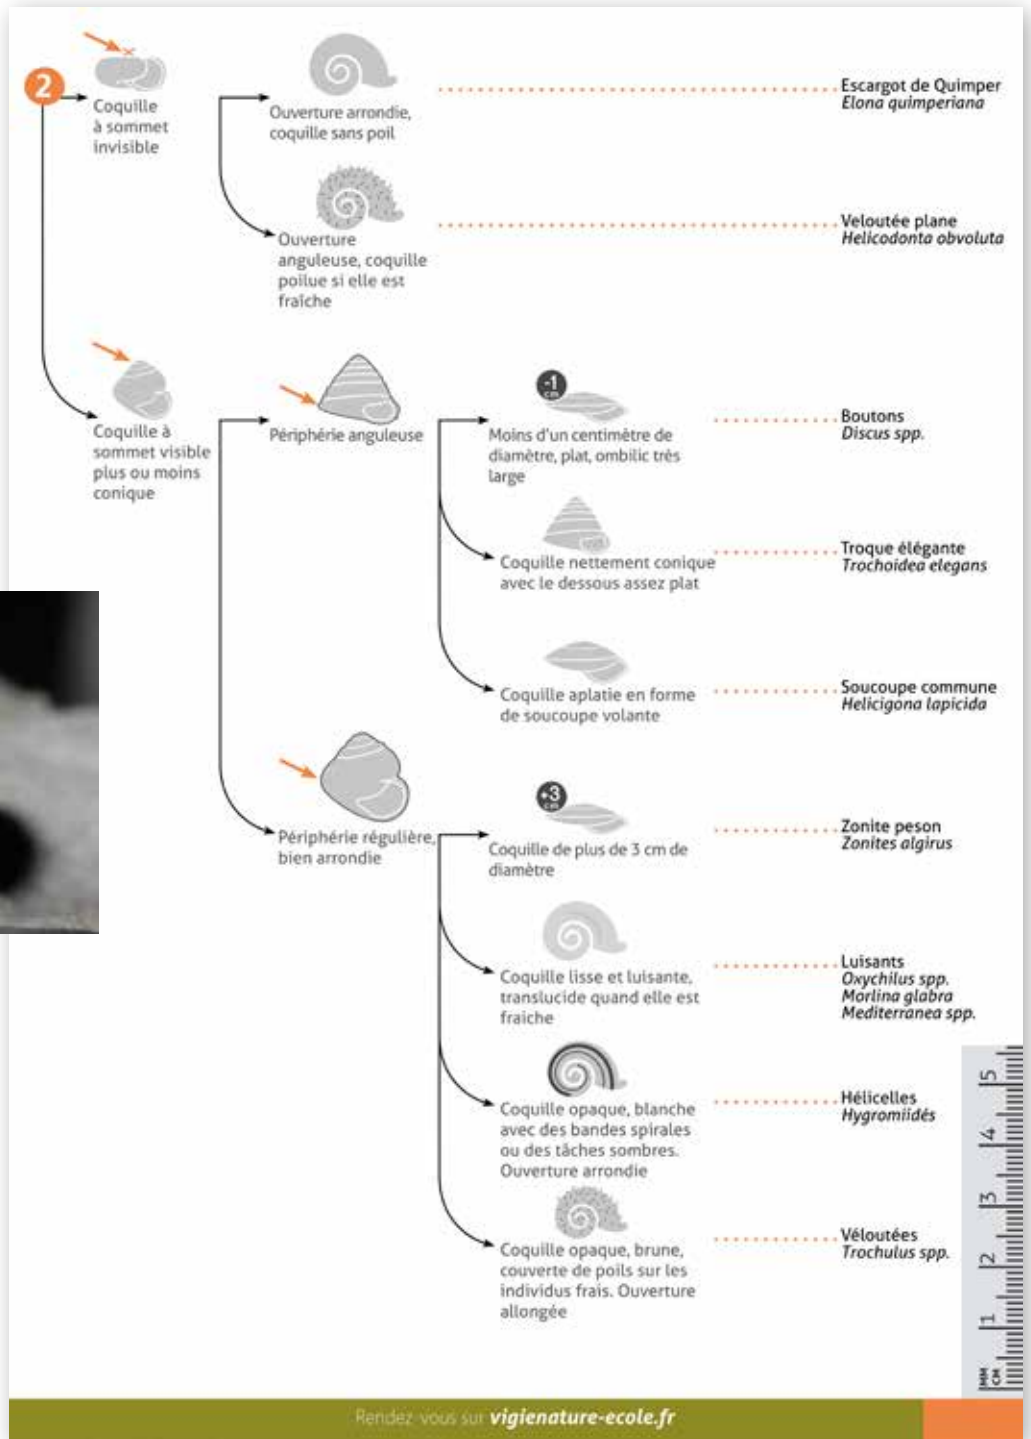 2
Coquille
à sommet
invisible
Ouverture arrondie,
coquille sans poil
Escargot de Quimper
Elona quimperiana
Ouverture
anguleuse, coquille
poilue si elle est
fraîche
Veloutée plane
Helicodonta obvoluta
Coquille à
sommet visible
plus ou moins
conique
Périphérie anguleuse
-1
cm
Moins d'un centimètre de
diamètre, plat, ombilic très
large
Boutons
Discus spp.
Coquille nettement conique
avec le dessous assez plat
Troque élégante
Trochoidea elegans
Coquille aplatie en forme
de soucoupe volante
Soucoupe commune
Helicigona lapicida
Périphérie régulière,
bien arrondie
+3
cm
Coquille de plus de 3 cm de
diamètre
Zonite peson
Zonites algirus
Coquille lisse et luisante,
translucide quand elle est
fraiche
Luisants
Oxychilus spp.
Morlina glabra
Mediterranea spp.
Coquille opaque, blanche
avec des bandes spirales
ou des tâches sombres.
Ouverture arrondie
Hélicelles
Hygromiidés
Coquille opaque, brune,
couverte de poils sur les
individus frais. Ouverture
allongée
Véloutées
Trochulus spp.
5
4
3
2
1
MM
CM
Rendez-vous sur vigienature-ecole.fr